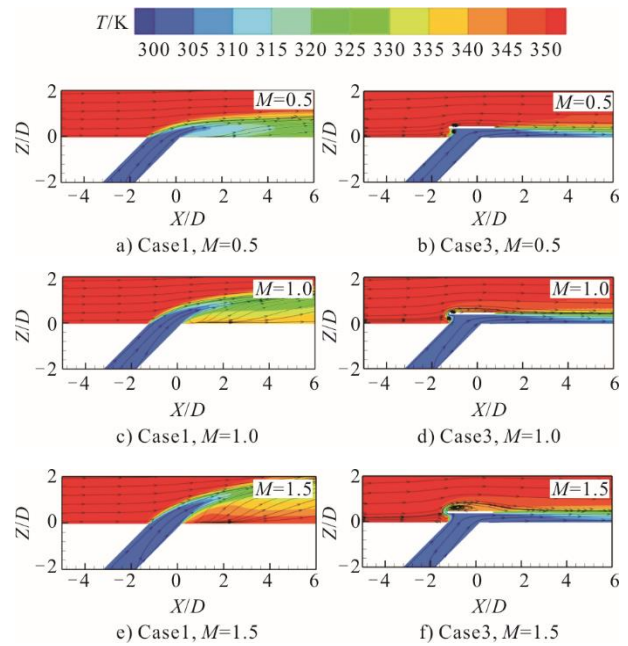 T/K
300 305 310 315 320 325 330 335 340 345 350
2 M=0.5 2 M=0.5
Z/D 0 Z/D 0
−2 −2
−4 −2 0 2 4 6 −4 −2 0 2 4 6
X/D X/D
a) Case1, M=0.5 b) Case3, M=0.5
2 M=1.0 2 M=1.0
Z/D 0 Z/D 0
−2 −2
−4 −2 0 2 4 6 −4 −2 0 2 4 6
X/D X/D
c) Case1, M=1.0 d) Case3, M=1.0
2 M=1.5 2 M=1.5
Z/D 0 Z/D 0
−2 −2
−4 −2 0 2 4 6 −4 −2 0 2 4 6
X/D X/D
e) Case1, M=1.5 f) Case3, M=1.5